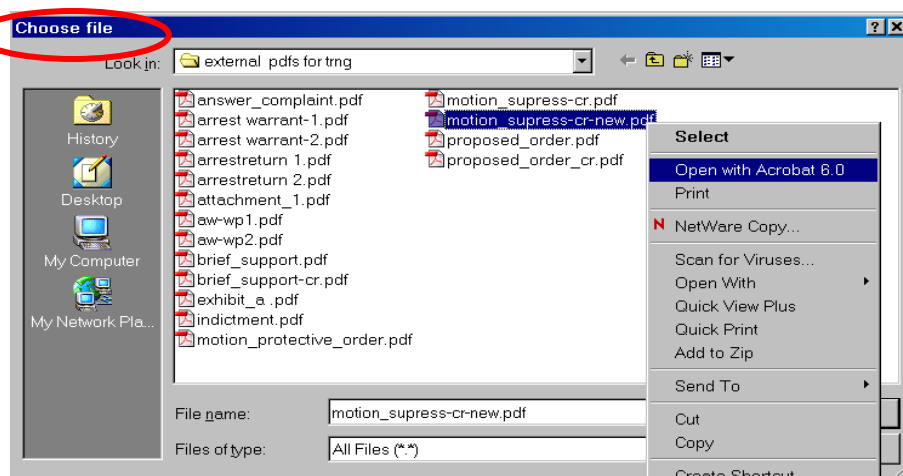 Choose file
Look in: external pdfs for trng
History
Desktop
My Computer
My Network Pla...
answer_complaint.pdf
arrest warrant-1.pdf
arrest warrant-2.pdf
arrestreturn 1.pdf
arrestreturn 2.pdf
attachment_1.pdf
aw-wp1.pdf
aw-wp2.pdf
brief_support.pdf
brief_support-cr.pdf
exhibit_a .pdf
indictment.pdf
motion_protective_order.pdf
motion_supress-cr.pdf
motion_supress-cr-new.pdf
proposed_order.pdf
proposed_order_cr.pdf
Select
Open with Acrobat 6.0
Print
N NetWare Copy...
Scan for Viruses...
Open With
Quick View Plus
Quick Print
Add to Zip
Send To
Cut
Copy
Create Shortcut
File name: motion_supress-cr-new.pdf
Files of type: All Files (*.*)